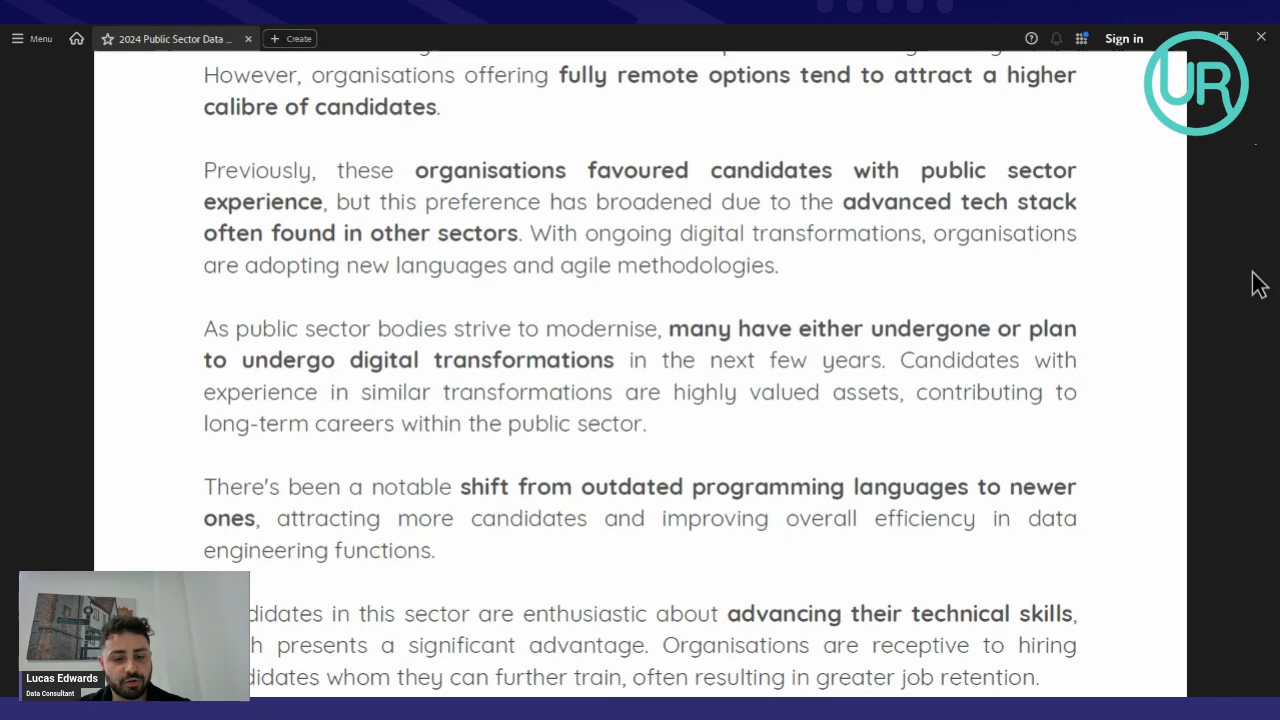 Menu
2024 Public Sector Data ...
Create
Sign in
UR
However, organisations offering fully remote options tend to attract a higher
calibre of candidates.
Previously, these organisations favoured candidates with public sector
experience, but this preference has broadened due to the advanced tech stack
often found in other sectors. With ongoing digital transformations, organisations
are adopting new languages and agile methodologies.
As public sector bodies strive to modernise, many have either undergone or plan
to undergo digital transformations in the next few years. Candidates with
experience in similar transformations are highly valued assets, contributing to
long-term careers within the public sector.
There's been a notable shift from outdated programming languages to newer
ones, attracting more candidates and improving overall efficiency in data
engineering functions.
didates in this sector are enthusiastic about advancing their technical skills,
h presents a significant advantage. Organisations are receptive to hiring
didates whom they can further train, often resulting in greater job retention.
Lucas Edwards
Data Consultant